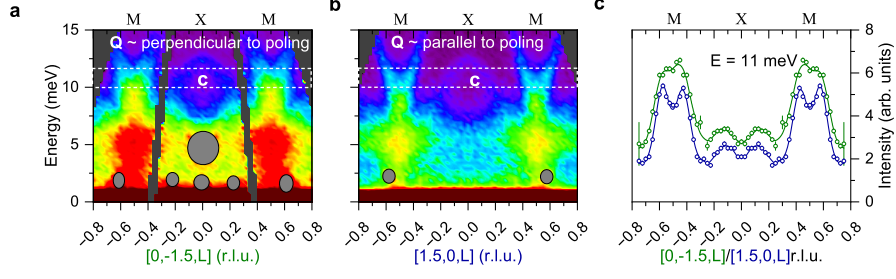 a
M X M
15
10
5
0
Energy (meV)
Q ~ perpendicular to poling
c
−0.8 −0.6 −0.4 −0.2 0.0 0.2 0.4 0.6 0.8
[0,-1.5,L] (r.l.u.)
b
M X M
Q ~ parallel to poling
c
−0.8 −0.6 −0.4 −0.2 0.0 0.2 0.4 0.6 0.8
[1.5,0,L] (r.l.u.)
c
M X M
E = 11 meV
8
6
4
2
0
Intensity (arb. units)
−0.8 −0.6 −0.4 −0.2 0.0 0.2 0.4 0.6 0.8
[0,-1.5,L]/[1.5,0,L]r.l.u.